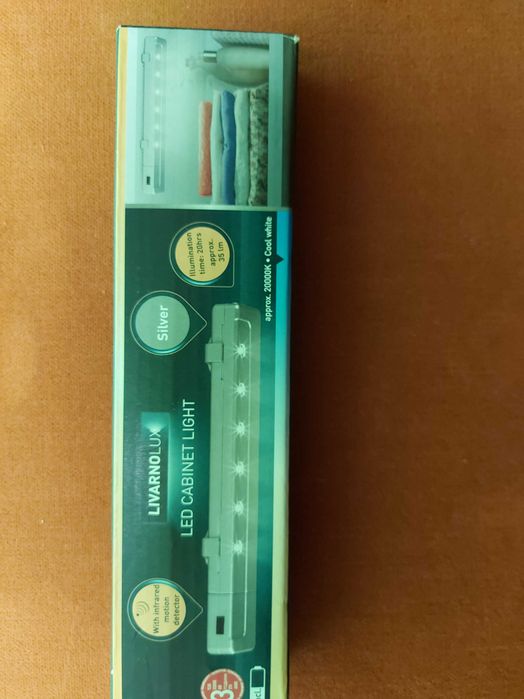 LIVARNOLUX
LED CABINET LIGHT
With infrared
motion
detector
Silver
Illumination
time: 20hrs
approx.
35 lm
approx. 20000K • Cool white
3